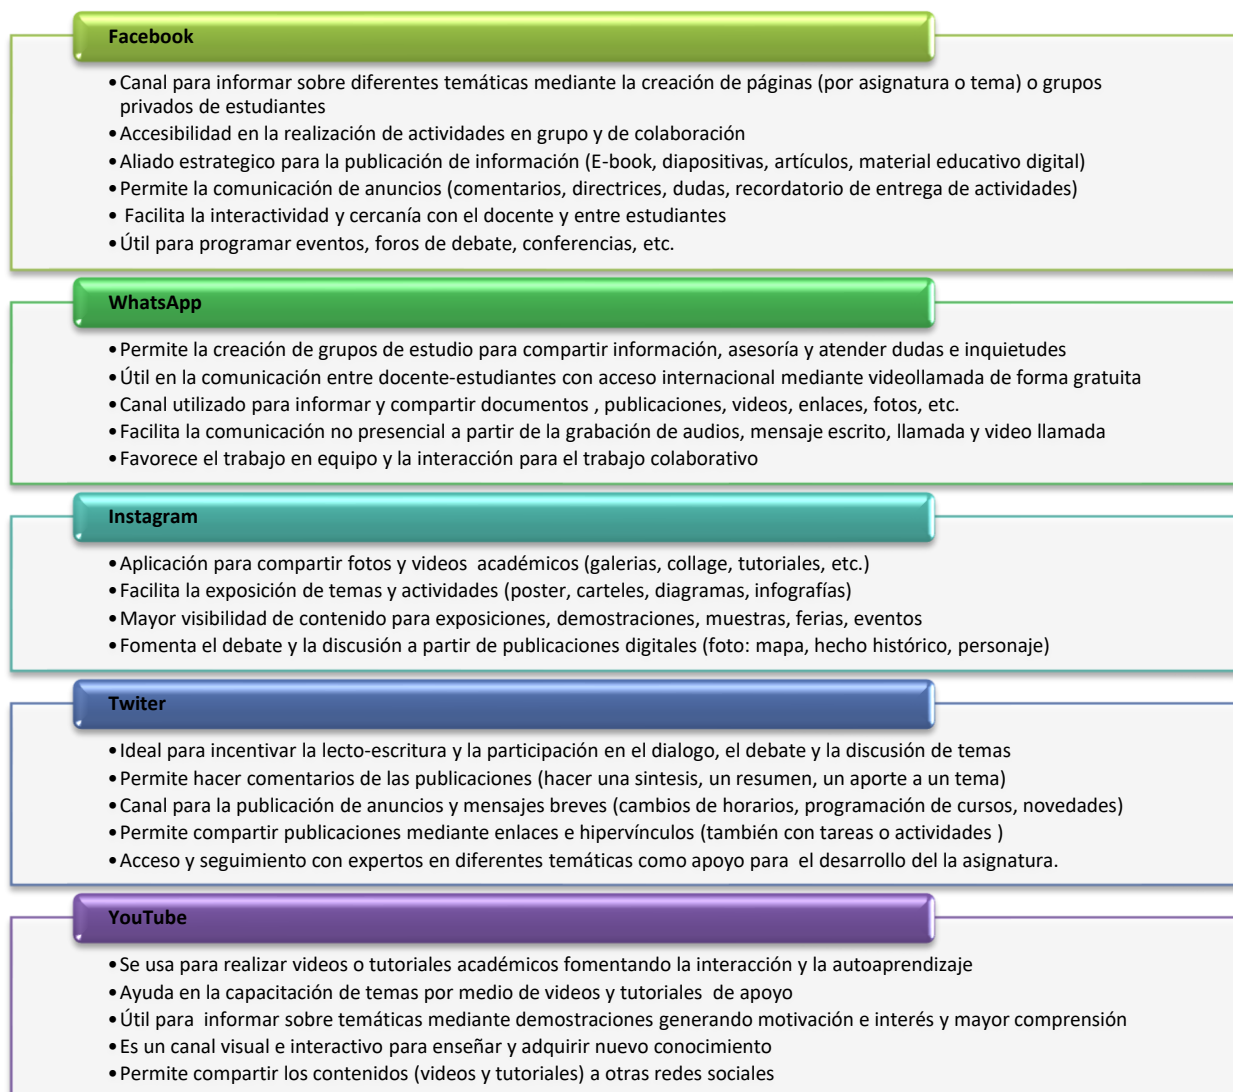 Facebook
•Canal para informar sobre diferentes temáticas mediante la creación de páginas (por asignatura o tema) o grupos
privados de estudiantes
•Accesibilidad en la realización de actividades en grupo y de colaboración
•Aliado estrategico para la publicación de información (E-book, diapositivas, artículos, material educativo digital)
•Permite la comunicación de anuncios (comentarios, directrices, dudas, recordatorio de entrega de actividades)
• Facilita la interactividad y cercanía con el docente y entre estudiantes
•Útil para programar eventos, foros de debate, conferencias, etc.
WhatsApp
•Permite la creación de grupos de estudio para compartir información, asesoría y atender dudas e inquietudes
•Útil en la comunicación entre docente-estudiantes con acceso internacional mediante videollamada de forma gratuita
•Canal utilizado para informar y compartir documentos , publicaciones, videos, enlaces, fotos, etc.
•Facilita la comunicación no presencial a partir de la grabación de audios, mensaje escrito, llamada y video llamada
•Favorece el trabajo en equipo y la interacción para el trabajo colaborativo
Instagram
•Aplicación para compartir fotos y videos académicos (galerias, collage, tutoriales, etc.)
•Facilita la exposición de temas y actividades (poster, carteles, diagramas, infografías)
•Mayor visibilidad de contenido para exposiciones, demostraciones, muestras, ferias, eventos
•Fomenta el debate y la discusión a partir de publicaciones digitales (foto: mapa, hecho histórico, personaje)
Twiter
•Ideal para incentivar la lecto-escritura y la participación en el dialogo, el debate y la discusión de temas
•Permite hacer comentarios de las publicaciones (hacer una sintesis, un resumen, un aporte a un tema)
•Canal para la publicación de anuncios y mensajes breves (cambios de horarios, programación de cursos, novedades)
•Permite compartir publicaciones mediante enlaces e hipervínculos (también con tareas o actividades )
•Acceso y seguimiento con expertos en diferentes temáticas como apoyo para el desarrollo del la asignatura.
YouTube
•Se usa para realizar videos o tutoriales académicos fomentando la interacción y la autoaprendizaje
•Ayuda en la capacitación de temas por medio de videos y tutoriales de apoyo
•Útil para informar sobre temáticas mediante demostraciones generando motivación e interés y mayor comprensión
•Es un canal visual e interactivo para enseñar y adquirir nuevo conocimiento
•Permite compartir los contenidos (videos y tutoriales) a otras redes sociales